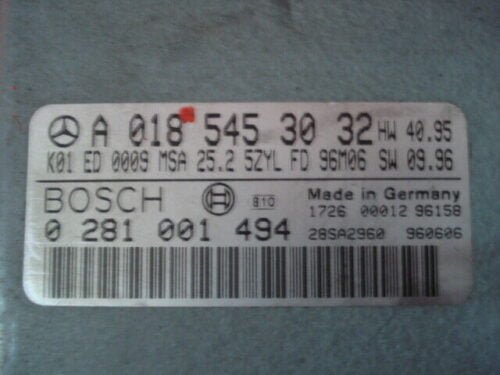 A 018 545 30 32 HW 40.95
K01 ED 0009 MSA 25.2 5ZYL FD 96M06 SW 09.96
BOSCH 810 Made in Germany
1726 00012 96158
0 281 001 494 28SA2960 960606